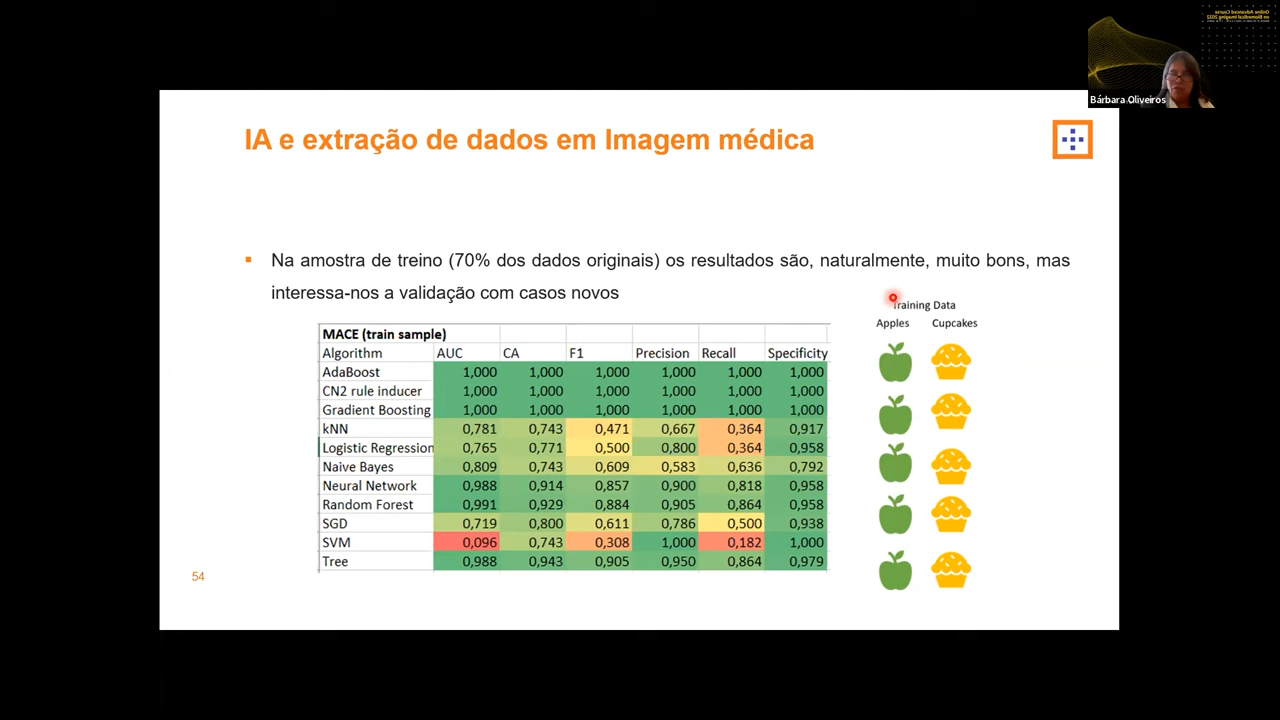 Online Advanced Course
on Biomedical Imaging 2022
Bárbara Oliveiros
IA e extração de dados em Imagem médica
▪ Na amostra de treino (70% dos dados originais) os resultados são, naturalmente, muito bons, mas
interessa-nos a validação com casos novos
Training Data
Apples Cupcakes
MACE (train sample)
Algorithm AUC CA F1 Precision Recall Specificity
AdaBoost 1,000 1,000 1,000 1,000 1,000 1,000
CN2 rule inducer 1,000 1,000 1,000 1,000 1,000 1,000
Gradient Boosting 1,000 1,000 1,000 1,000 1,000 1,000
kNN 0,781 0,743 0,471 0,667 0,364 0,917
Logistic Regression 0,765 0,771 0,500 0,800 0,364 0,958
Naive Bayes 0,809 0,743 0,609 0,583 0,636 0,792
Neural Network 0,988 0,914 0,857 0,900 0,818 0,958
Random Forest 0,991 0,929 0,884 0,905 0,864 0,958
SGD 0,719 0,800 0,611 0,786 0,500 0,938
SVM 0,096 0,743 0,308 1,000 0,182 1,000
Tree 0,988 0,943 0,905 0,950 0,864 0,979
54